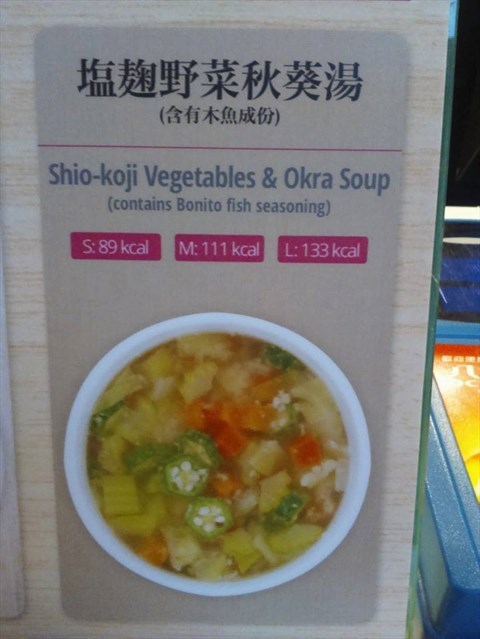 塩麹野菜秋葵湯
(含有木魚成份)
Shio-koji Vegetables & Okra Soup
(contains Bonito fish seasoning)
S: 89 kcal M: 111 kcal L: 133 kcal